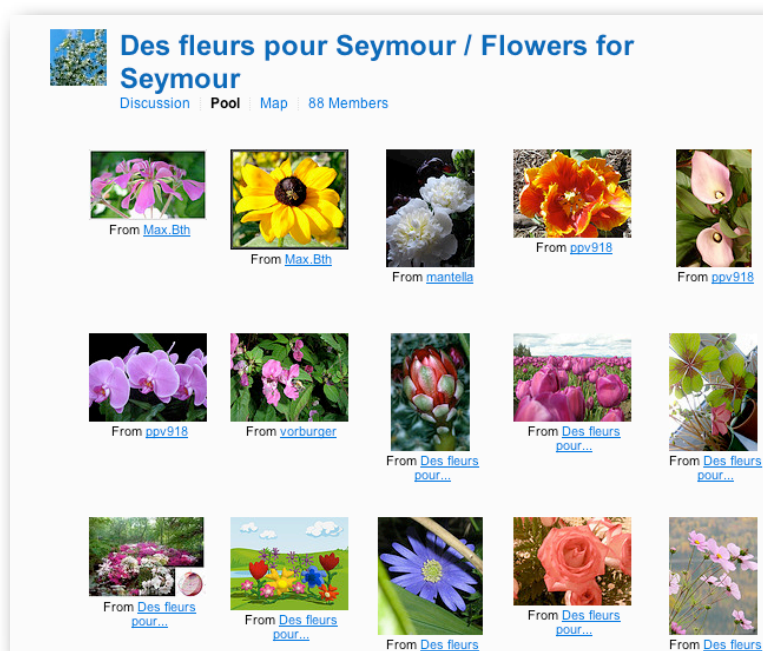 Des fleurs pour Seymour / Flowers for
Seymour
Discussion Pool Map 88 Members
From Max.Bth
From Max.Bth
From mantella
From ppv918
From ppv918
From ppv918
From vorburger
From Des fleurs
pour...
From Des fleurs
pour...
From Des fleurs
pour...
From Des fleurs
pour...
From Des fleurs
pour...
From Des fleurs
From Des fleurs
pour...
From Des fleurs